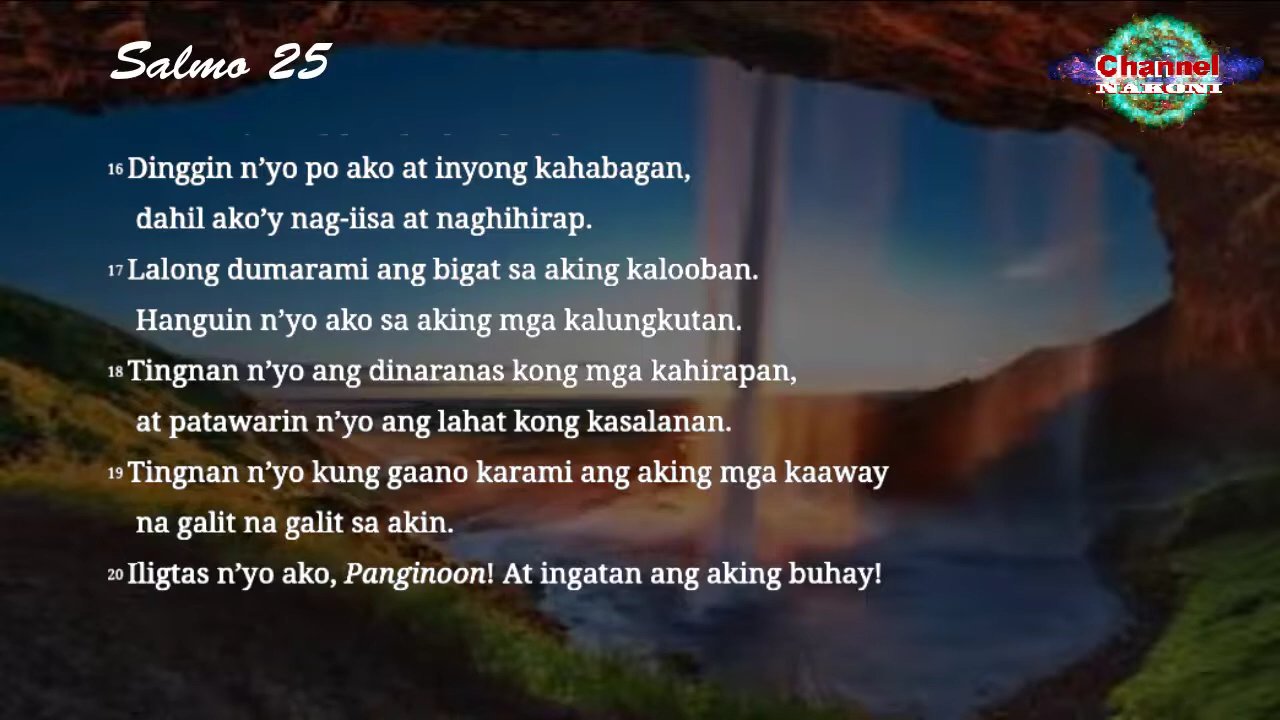 Salmo 25
Channel
NAKONI
16 Dinggin n’yo po ako at inyong kahabagan,
dahil ako’y nag-iisa at naghihirap.
17 Lalong dumarami ang bigat sa aking kalooban.
Hanguin n’yo ako sa aking mga kalungkutan.
18 Tingnan n’yo ang dinaranas kong mga kahirapan,
at patawarin n’yo ang lahat kong kasalanan.
19 Tingnan n’yo kung gaano karami ang aking mga kaaway
na galit na galit sa akin.
20 Iligtas n’yo ako, Panginoon! At ingatan ang aking buhay!